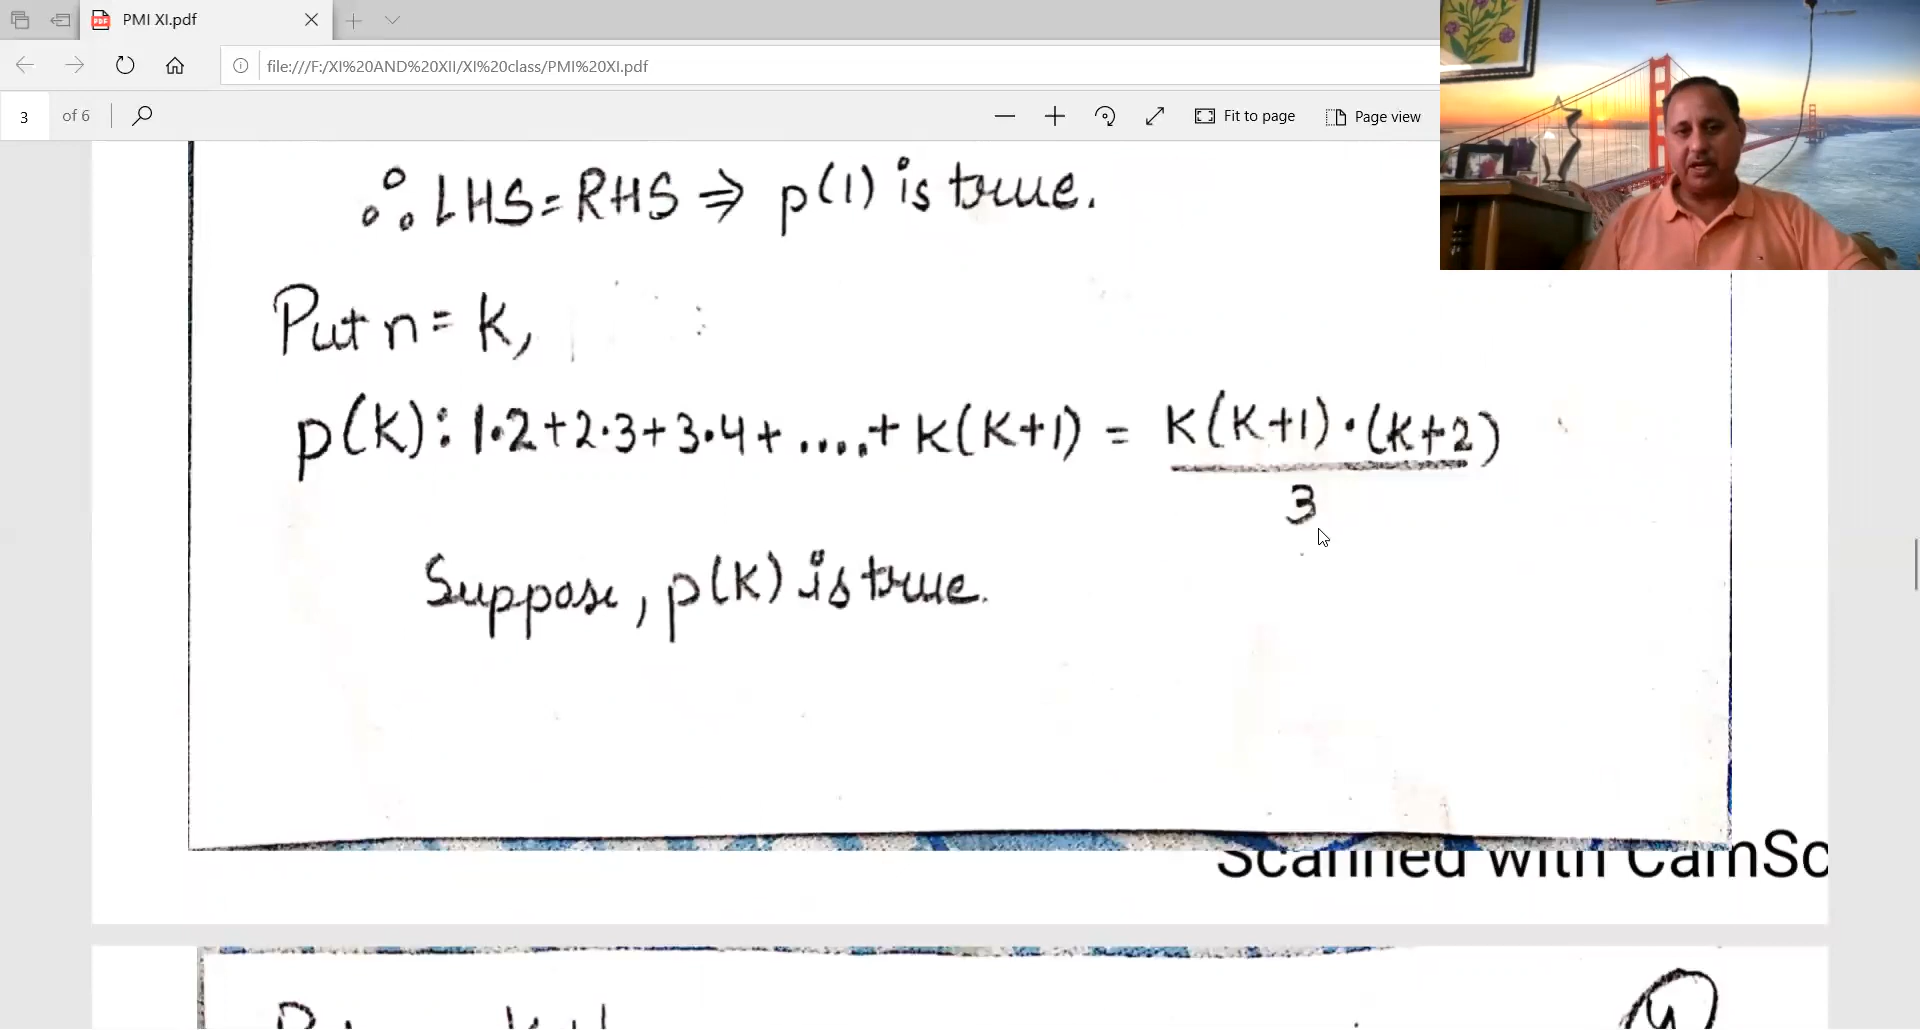 PMI XI.pdf
file:///F:/XI%20AND%20XII/XI%20class/PMI%20XI.pdf
3 of 6
Fit to page
Page view
∴ LHS = RHS ⇒ p(1) is true.
Put n = K,
p(K): 1·2+2·3+3·4+ ....+ K(K+1) = K(K+1)·(K+2)
3
Suppose, p(K) is true.
Scanned with CamSc